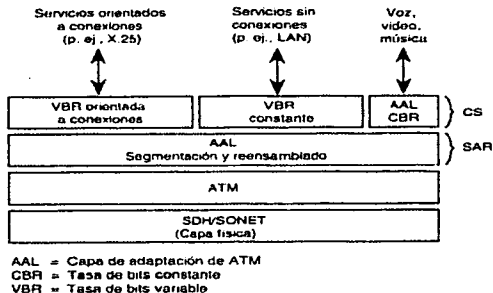 Servicios orientados
a conexiones
(p. ej., X.25)
Servicios sin
conexiones
(p. ej., LAN)
Voz,
video,
música
VBR orientada
a conexiones
VBR
constante
AAL
CBR
CS
AAL
Segmentación y reensamblado
SAR
ATM
SDH/SONET
(Capa física)
AAL = Capa de adaptación de ATM
CBR = Tasa de bits constante
VBR = Tasa de bits variable